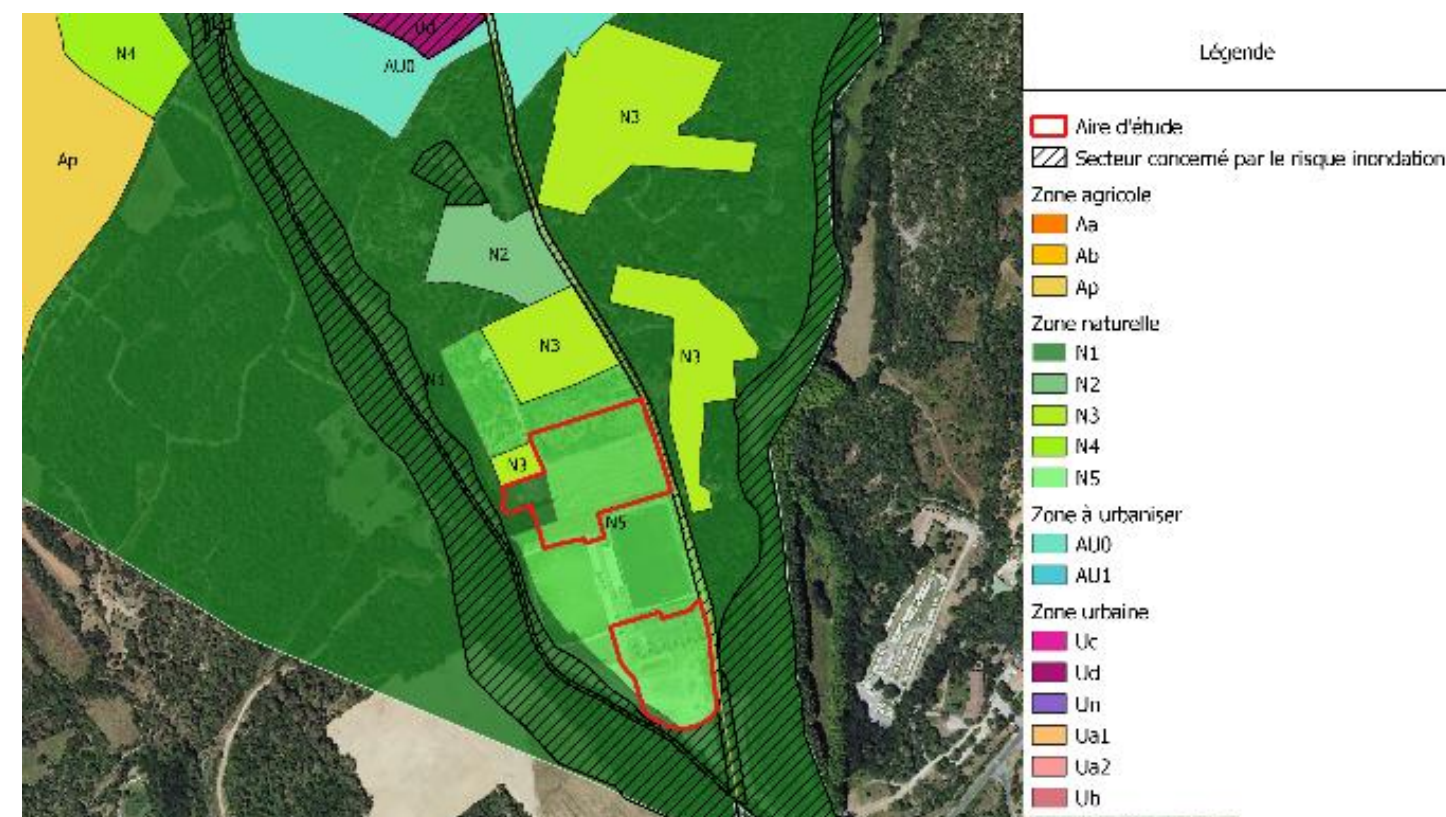 Ud
N4
AU0
N3
Ap
N2
N3
N3
N1
N3
N5
Légende
Aire d'étude
Secteur concerné par le risque inondation
Zone agricole
Aa
Ab
Ap
Zone naturelle
N1
N2
N3
N4
N5
Zone à urbaniser
AU0
AU1
Zone urbaine
Uc
Ud
Un
Ua1
Ua2
Ub